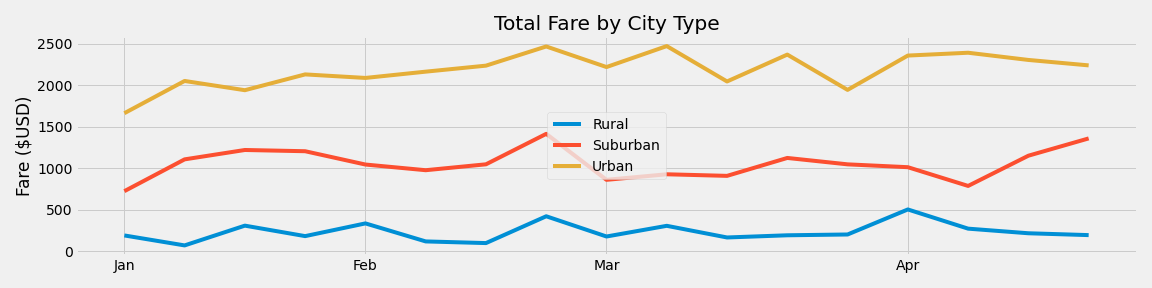 Total Fare by City Type
Fare ($USD)
2500
2000
1500
1000
500
0
Rural
Suburban
Urban
Jan Feb Mar Apr